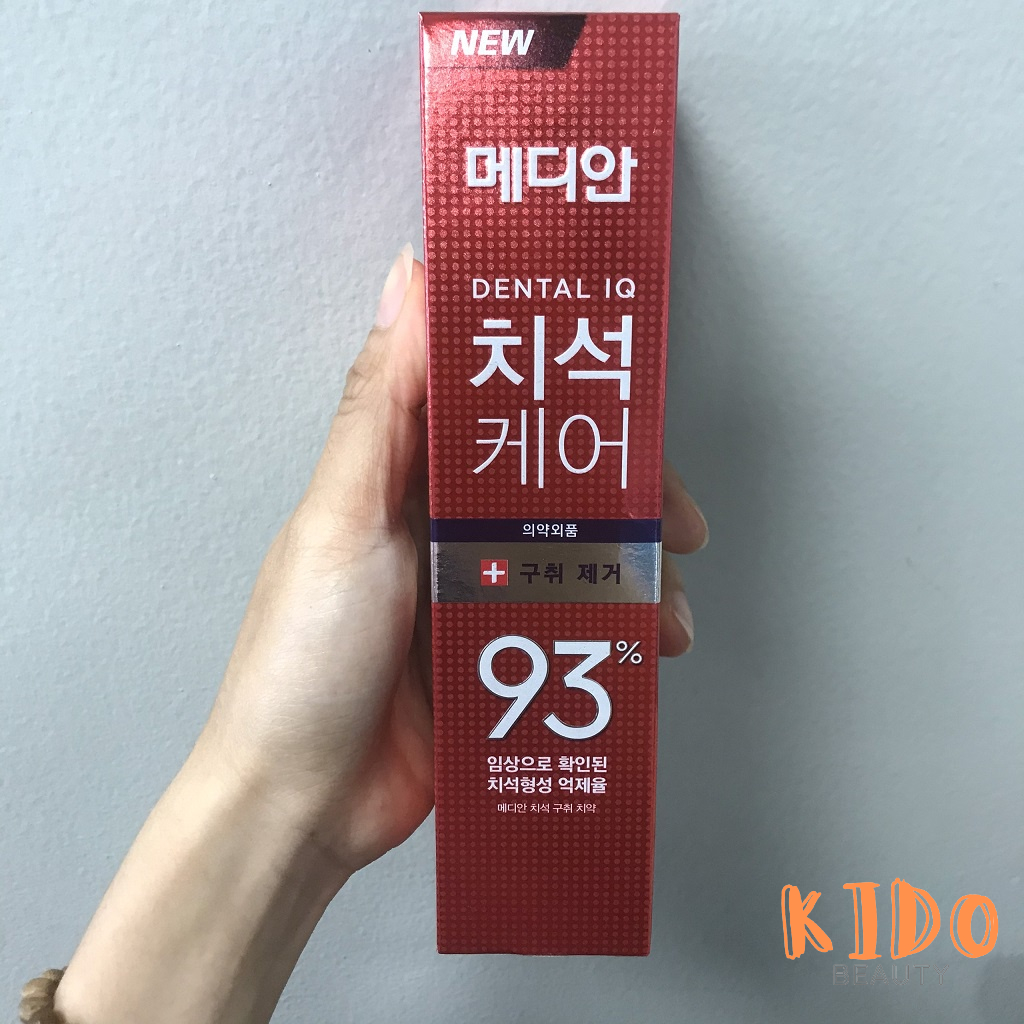 NEW
메디안
DENTAL IQ
치석
케어
의약외품
구취 제거
93%
임상으로 확인된
치석형성 억제율
메디안 치석 구취 치약
KIDO
BEAUTY